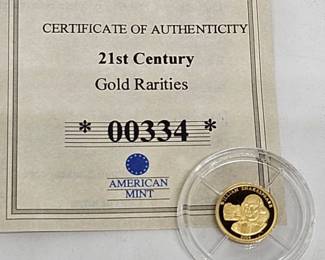 CERTIFICATE OF AUTHENTICITY
21st Century
Gold Rarities
* 00334 *
AMERICAN
MINT
WILLIAM SHAKESPEARE